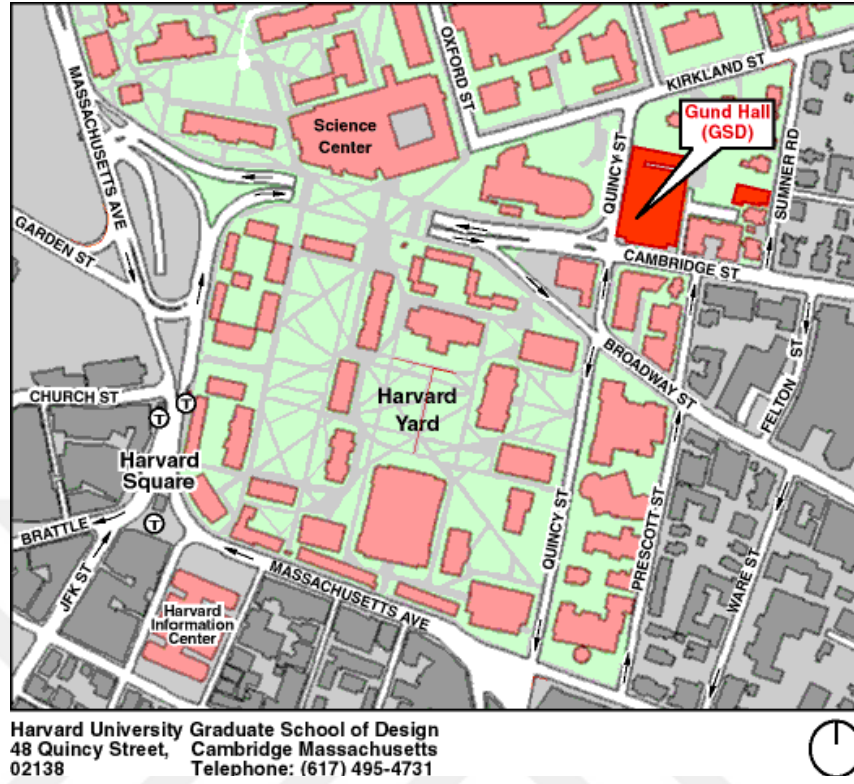 OXFORD ST
KIRKLAND ST
MASSACHUSETTS AVE
Science
Center
Gund Hall
(GSD)
QUINCY ST
SUMNER RD
GARDEN ST
CAMBRIDGE ST
BROADWAY ST
FELTON ST
CHURCH ST
T
T
Harvard
Yard
Harvard
Square
BRATTLE
T
JFK ST
QUINCY ST
PRESCOTT ST
WARE ST
MASSACHUSETTS AVE
Harvard
Information
Center
Harvard University Graduate School of Design
48 Quincy Street, Cambridge Massachusetts
02138 Telephone: (617) 495-4731